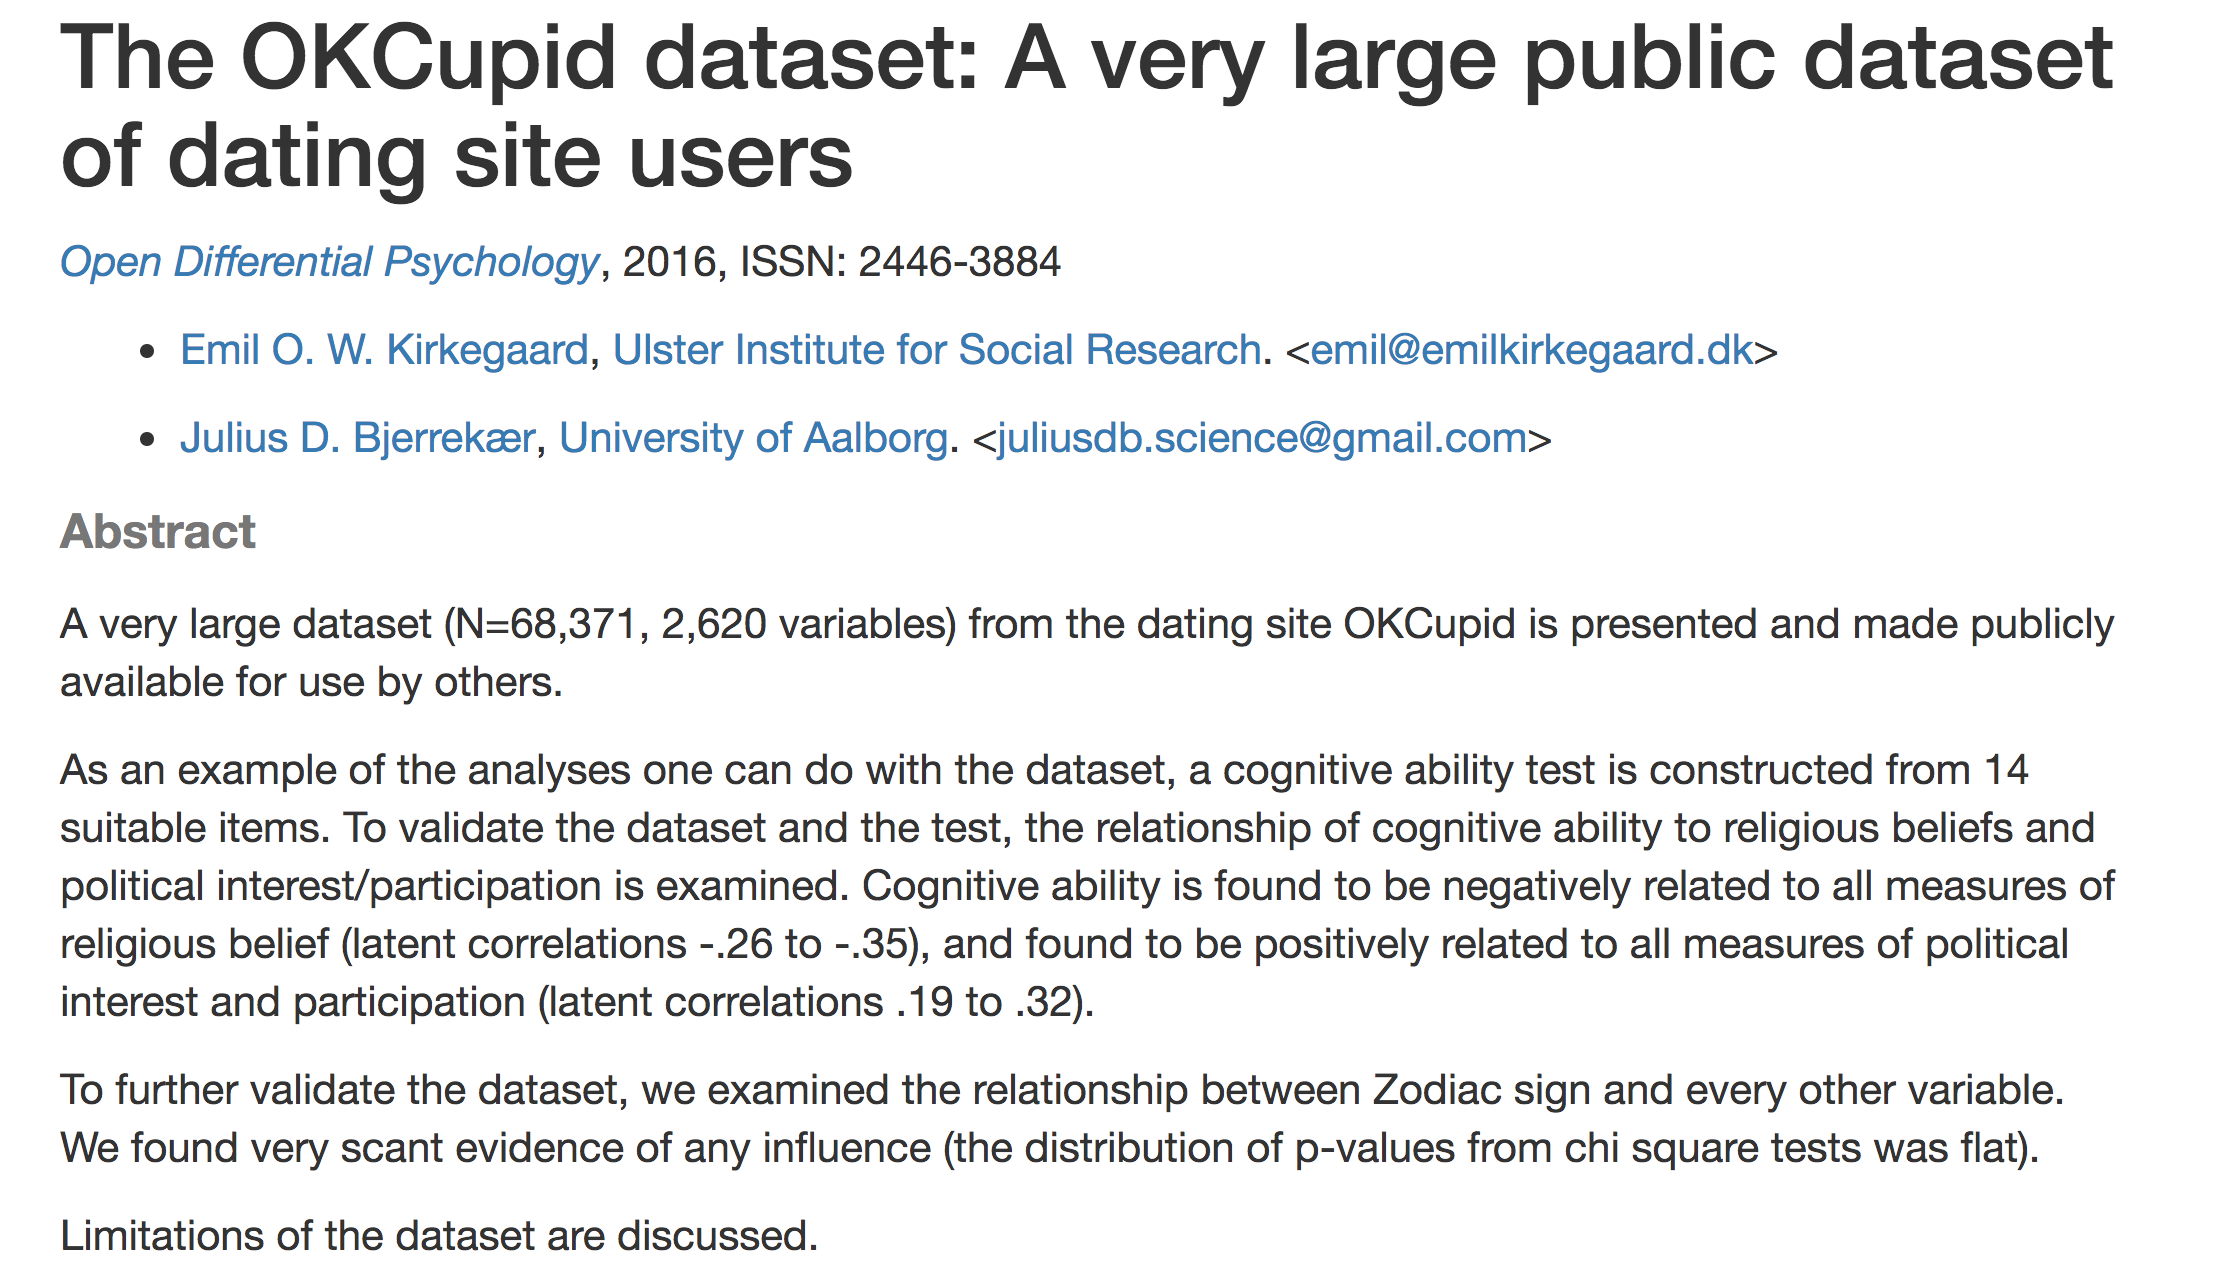 The OKCupid dataset: A very large public dataset
of dating site users
Open Differential Psychology, 2016, ISSN: 2446-3884
• Emil O. W. Kirkegaard, Ulster Institute for Social Research. <emil@emilkirkegaard.dk>
• Julius D. Bjerrekær, University of Aalborg. <juliusdb.science@gmail.com>
Abstract
A very large dataset (N=68,371, 2,620 variables) from the dating site OKCupid is presented and made publicly
available for use by others.
As an example of the analyses one can do with the dataset, a cognitive ability test is constructed from 14
suitable items. To validate the dataset and the test, the relationship of cognitive ability to religious beliefs and
political interest/participation is examined. Cognitive ability is found to be negatively related to all measures of
religious belief (latent correlations -.26 to -.35), and found to be positively related to all measures of political
interest and participation (latent correlations .19 to .32).
To further validate the dataset, we examined the relationship between Zodiac sign and every other variable.
We found very scant evidence of any influence (the distribution of p-values from chi square tests was flat).
Limitations of the dataset are discussed.